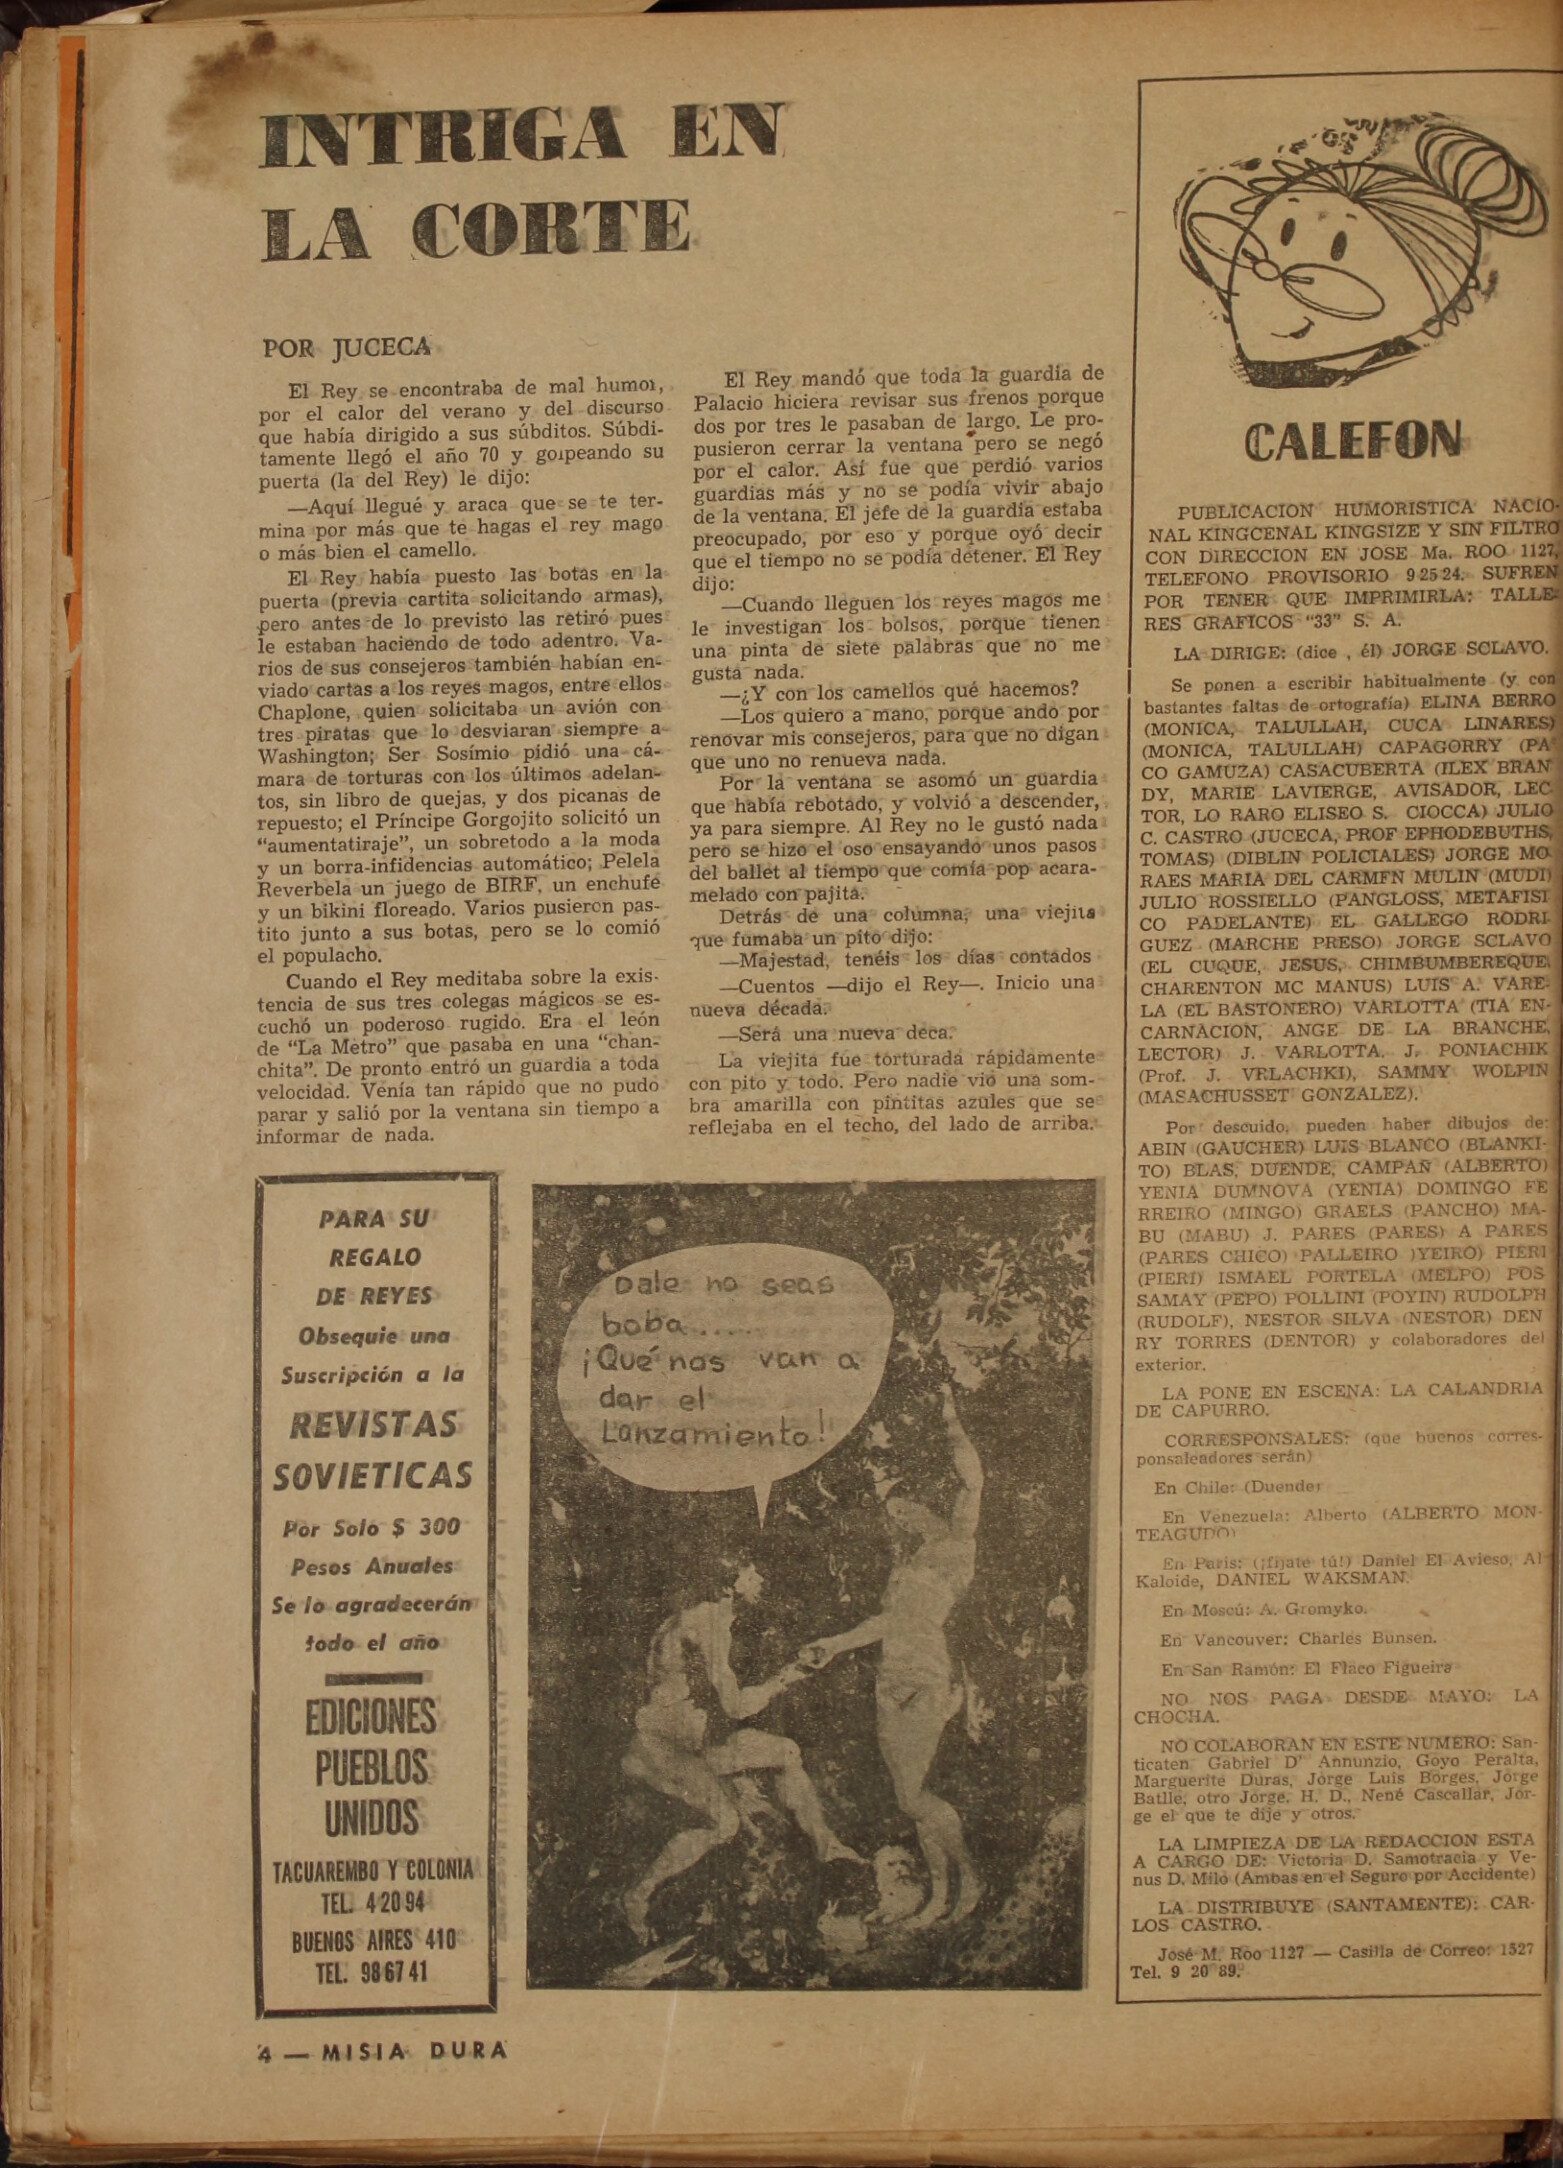 INTRIGA EN
LA CORTE
POR JUCECA
El Rey se encontraba de mal humor,
por el calor del verano y del discurso
que había dirigido a sus súbditos. Súbdi-
tamente llegó el año 70 y golpeando su
puerta (la del Rey) le dijo:
—Aquí llegué y araca que se te ter-
mina por más que te hagas el rey mago
o más bien el camello.
El Rey había puesto las botas en la
puerta (previa cartita solicitando armas),
pero antes de lo previsto las retiró pues
le estaban haciendo de todo adentro. Va-
rios de sus consejeros también habían en-
viado cartas a los reyes magos, entre ellos
Chaplone, quien solicitaba un avión con
tres piratas que lo desviaran siempre a
Washington; Ser Sosímio pidió una cá-
mara de torturas con los últimos adelan-
tos, sin libro de quejas, y dos picanas de
repuesto; el Príncipe Gorgojito solicitó un
"aumentatiraje", un sobretodo a la moda
y un borra-infidencias automático; Pelela
Reverbela un juego de BIRF, un enchufe
y un bikini floreado. Varios pusieron pas-
tito junto a sus botas, pero se lo comió
el populacho.
Cuando el Rey meditaba sobre la exis-
tencia de sus tres colegas mágicos se es-
cuchó un poderoso rugido. Era el león
de "La Metro" que pasaba en una "chan-
chita". De pronto entró un guardia a toda
velocidad. Venía tan rápido que no pudo
parar y salió por la ventana sin tiempo a
informar de nada.
El Rey mandó que toda la guardia de
Palacio hiciera revisar sus frenos porque
dos por tres le pasaban de largo. Le pro-
pusieron cerrar la ventana pero se negó
por el calor. Así fue que perdió varios
guardias más y no se podía vivir abajo
de la ventana. El jefe de la guardia estaba
preocupado, por eso y porque oyó decir
que el tiempo no se podía detener. El Rey
dijo:
—Cuando lleguen los reyes magos me
le investigan los bolsos, porque tienen
una pinta de siete palabras que no me
gusta nada.
—¿Y con los camellos qué hacemos?
—Los quiero a mano, porque ando por
renovar mis consejeros, para que no digan
que uno no renueva nada.
Por la ventana se asomó un guardia
que había rebotado, y volvió a descender,
ya para siempre. Al Rey no le gustó nada
pero se hizo el oso ensayando unos pasos
del ballet al tiempo que comía pop acara-
melado con pajita.
Detrás de una columna, una viejita
que fumaba un pito dijo:
—Majestad, tenéis los días contados
—Cuentos —dijo el Rey—. Inicio una
nueva década.
—Será una nueva deca.
La viejita fue torturada rápidamente
con pito y todo. Pero nadie vio una som-
bra amarilla con pintitas azules que se
reflejaba en el techo, del lado de arriba.
PARA SU
REGALO
DE REYES
Obsequie una
Suscripción a la
REVISTAS
SOVIETICAS
Por Solo $ 300
Pesos Anuales
Se lo agradecerán
todo el año
EDICIONES
PUEBLOS
UNIDOS
TACUAREMBO Y COLONIA
TEL. 4 20 94
BUENOS AIRES 410
TEL. 98 67 41
Dale no seas
boba.....
¡Qué nos van a
dar el
Lanzamiento!
CALEFON
PUBLICACION HUMORISTICA NACIO-
NAL KINGCENAL KINGSIZE Y SIN FILTRO
CON DIRECCION EN JOSE Ma. ROO 1127,
TELEFONO PROVISORIO 9 25 24. SUFREN
POR TENER QUE IMPRIMIRLA: TALLE-
RES GRAFICOS "33" S. A.
LA DIRIGE: (dice , él) JORGE SCLAVO.
Se ponen a escribir habitualmente (y con
bastantes faltas de ortografía) ELINA BERRO
(MONICA, TALULLAH, CUCA LINARES)
(MONICA, TALULLAH) CAPAGORRY (PA
CO GAMUZA) CASACUBERTA (ILEX BRAN
DY, MARIE LAVIERGE, AVISADOR, LEC
TOR, LO RARO ELISEO S. CIOCCA) JULIO
C. CASTRO (JUCECA, PROF EPHODEBUTHS,
TOMAS) (DIBLIN POLICIALES) JORGE MO
RAES MARIA DEL CARMFN MULIN (MUDI)
JULIO ROSSIELLO (PANGLOSS, METAFISI
CO PADELANTE) EL GALLEGO RODRI-
GUEZ (MARCHE PRESO) JORGE SCLAVO
(EL CUQUE, JESUS, CHIMBUMBEREQUE,
CHARENTON MC MANUS) LUIS A. VARE-
LA (EL BASTONERO) VARLOTTA (TIA EN-
CARNACION, ANGE DE LA BRANCHE,
LECTOR) J. VARLOTTA. J. PONIACHIK
(Prof. J. VELACHKI), SAMMY WOLPIN
(MASACHUSSET GONZALEZ).
Por descuido, pueden haber dibujos de:
ABIN (GAUCHER) LUIS BLANCO (BLANKI-
TO) BLAS, DUENDE, CAMPAÑ (ALBERTO)
YENIA DUMNOVA (YENIA) DOMINGO FE
RREIRO (MINGO) GRAELS (PANCHO) MA-
BU (MABU) J. PARES (PARES) A PARES
(PARES CHICO) PALLEIRO )YEIRO) PIERI
(PIERI) ISMAEL PORTELA (MELPO) POS
SAMAY (PEPO) POLLINI (POYIN) RUDOLPH
(RUDOLF), NESTOR SILVA (NESTOR) DEN
RY TORRES (DENTOR) y colaboradores del
exterior.
LA PONE EN ESCENA: LA CALANDRIA
DE CAPURRO.
CORRESPONSALES: (que buenos corres-
ponsaleadores serán)
En Chile: (Duende)
En Venezuela: Alberto (ALBERTO MON-
TEAGUDO)
En París: (¡fijate tú!) Daniel El Avieso, Al
Kaloide, DANIEL WAKSMAN.
En Moscú: A. Gromyko.
En Vancouver: Charles Bunsen.
En San Ramón: El Flaco Figueira
NO NOS PAGA DESDE MAYO: LA
CHOCHA.
NO COLABORAN EN ESTE NUMERO: San-
ticaten Gabriel D' Annunzio, Goyo Peralta,
Marguerite Duras, Jorge Luis Borges, Jorge
Batlle, otro Jorge, H. D., Nené Cascallar, Jor-
ge el que te dije y otros.
LA LIMPIEZA DE LA REDACCION ESTA
A CARGO DE: Victoria D. Samotracia y Ve-
nus D. Milo (Ambas en el Seguro por Accidente)
LA DISTRIBUYE (SANTAMENTE): CAR-
LOS CASTRO.
José M. Roo 1127 — Casilla de Correo: 1527
Tel. 9 20 89.
4 — MISIA DURA